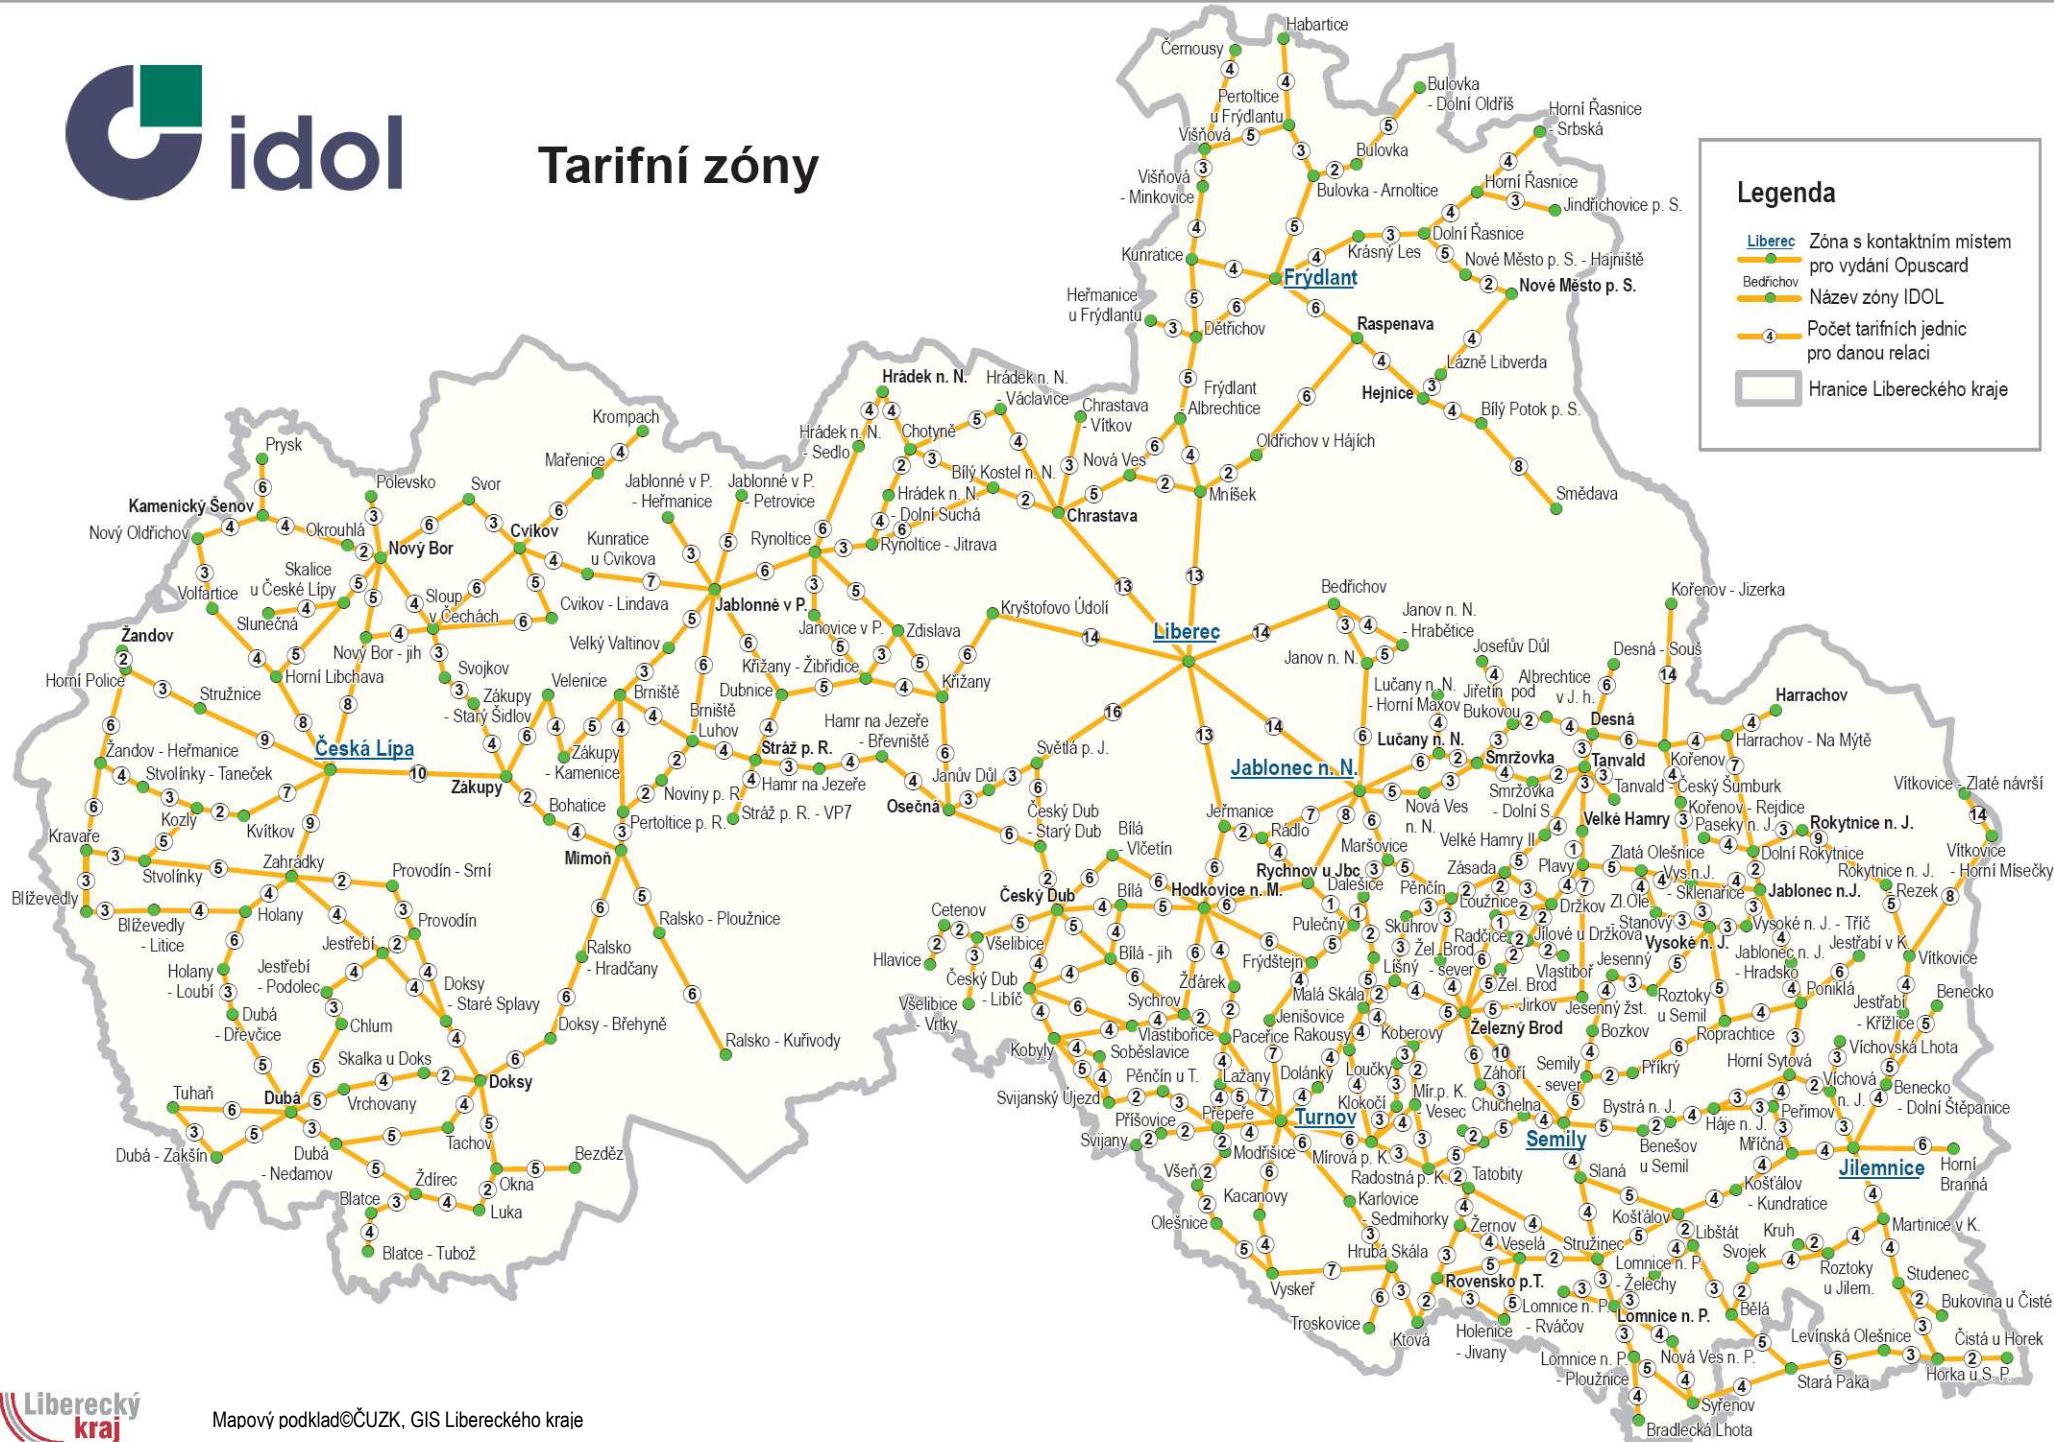 idol
Tarifní zóny
Legenda
Liberec
Zóna s kontaktním místem
pro vydání Opuscard
Bedřichov
Název zóny IDOL
4
Počet tarifních jednic
pro danou relaci
Hranice Libereckého kraje
Habartice
Černousy
Bulovka
- Dolní Oldříš
Pertoltice
u Frýdlantu
Horní Řasnice
- Srbská
Višňová
Bulovka
Višňová
- Minkovice
Bulovka - Arnoltice
Horní Řasnice
Jindřichovice p. S.
Dolní Řasnice
Krásný Les
Kunratice
Nové Město p. S. - Hajniště
Frýdlant
Nové Město p. S.
Heřmanice
u Frýdlantu
Dětřichov
Raspenava
Lázně Libverda
Hejnice
Bílý Potok p. S.
Frýdlant
- Albrechtice
Oldřichov v Hájích
Smědava
Mníšek
Nová Ves
Hrádek n. N.
Hrádek n. N.
- Václavice
Chrastava
- Vítkov
Hrádek n. N.
- Sedlo
Chotyně
Bílý Kostel n. N.
Hrádek n. N.
- Dolní Suchá
Chrastava
Rynoltice
Rynoltice - Jitrava
Krompach
Mařenice
Jablonné v P.
- Heřmanice
Jablonné v P.
- Petrovice
Prysk
Polevsko
Svor
Kamenický Šenov
Nový Oldřichov
Okrouhlá
Nový Bor
Cvikov
Kunratice
u Cvikova
Skalice
u České Lípy
Volfartice
Slunečná
Sloup
v Čechách
Cvikov - Lindava
Jablonné v P.
Janovice v P.
Zdislava
Kryštofovo Údolí
Liberec
Bedřichov
Janov n. N.
- Hrabětice
Janov n. N.
Kořenov - Jizerka
Žandov
Nový Bor - jih
Horní Police
Horní Libchava
Svojkov
Velký Valtinov
Křižany - Žibřidice
Stružnice
Zákupy
- Starý Šidlov
Velenice
Brniště
Dubnice
Křižany
Josefův Důl
Desná - Souš
Albrechtice
v J. h.
Lučany n. N.
- Horní Maxov
Jiřetín pod
Bukovou
Desná
Harrachov
Harrachov - Na Mýtě
Česká Lípa
Žandov - Heřmanice
Stvolínky - Taneček
Zákupy
Zákupy
- Kamenice
Brniště
- Luhov
Stráž p. R.
Hamr na Jezeře
- Břevniště
Hamr na Jezeře
Světlá p. J.
Janův Důl
Osečná
Jablonec n. N.
Lučany n. N.
Smržovka
Tanvald
Kořenov
Smržovka
- Dolní S.
Tanvald - Český Šumburk
Vítkovice - Zlaté návrší
Kozly
Kvítkov
Bohatice
Noviny p. R.
Pertoltice p. R.
Stráž p. R. - VP7
Český Dub
- Starý Dub
Jeřmanice
Rádlo
Nová Ves
n. N.
Velké Hamry
Velké Hamry II
Kořenov - Rejdice
Paseky n. J.
Rokytnice n. J.
Dolní Rokytnice
Vítkovice
- Horní Mísečky
Kravaře
Stvolínky
Zahrádky
Mimoň
Provodín - Srní
Bílá
- Vlčetín
Maršovice
Zásada
Plavy
Zlatá Olešnice
Rokytnice n. J.
- Rezek
Blíževedly
Blíževedly
- Litice
Holany
Provodín
Ralsko - Ploužnice
Český Dub
Bílá
Hodkovice n. M.
Rychnov u Jbc
Dalešice
Pěnčín
Loužnice
Držkov
Vys.n.J.
- Sklenařice
Jablonec n.J.
Jestřebí
Holany
- Loubí
Jestřebí
- Podolec
Ralsko
- Hradčany
Cetenov
Hlavice
Všelibice
Bílá - jih
Frýdštejn
Pulečný
Skuhrov
Radčice
Jílové u Držkova
Zl.Ole.
- Stanový
Vysoké n. J.
Vysoké n. J. - Tříč
Jablonec n. J.
- Hradsko
Jestřabí v K.
Vítkovice
Doksy
- Staré Splavy
Dubá
- Dřevčice
Chlum
Doksy - Břehyně
Ralsko - Kuřivody
Všelibice
- Vrtky
Český Dub
- Libíč
Sychrov
Žďárek
Žel. Brod
- sever
Líšný
Malá Skála
Vlastiboř
Jesenný
Žel. Brod
- Jirkov
Jesenný žst.
Roztoky
u Semil
Poniklá
Jestřabí
- Křížlice
Benecko
Skalka u Doks
Vrchovany
Doksy
Kobyly
Vlastibořice
Soběslavice
Paceřice
Jenišovice
Rakousy
Koberovy
Železný Brod
Bozkov
Roprachtice
Příkrý
Horní Sytová
Víchovská Lhota
Tuhaň
Dubá
Dubá - Zakšín
Dubá
- Nedamov
Tachov
Svijanský Újezd
Pěnčín u T.
Lažany
Dolánky
Loučky
Záhoří
Semily
- sever
Víchová
n. J.
Benecko
- Dolní Štěpanice
Příšovice
Svijany
Přepeře
Turnov
Klokočí
Mír.p. K.
- Vesec
Chuchelna
Semily
Bystrá n. J.
Benešov
u Semil
Háje n. J.
Peřimov
Mříčná
Jilemnice
Horní
Branná
Bezděz
Okna
Ždírec
Luka
Blatce
Blatce - Tubož
Modřišice
Všeň
Kacanovy
Olešnice
Mírová p. K.
Radostná p. K.
Karlovice
- Sedmihorky
Tatobity
Slaná
Košťálov
- Kundratice
Košťálov
Libštát
Kruh
Martinice v K.
Vyskeř
Hrubá Skála
Žernov
Veselá
Stružinec
Lomnice n. P.
- Želechy
Svojek
Roztoky
u Jilem.
Studenec
Troskovice
Ktová
Rovensko p.T.
Holenice
- Jivany
Lomnice n. P.
- Rváčov
Lomnice n. P.
Bělá
Bukovina u Čisté
Levínská Olešnice
Čistá u Horek
Lomnice n. P.
- Ploužnice
Nová Ves n. P.
Stará Paka
Horka u S. P.
Syřenov
Bradlecká Lhota
Liberecký
kraj
Mapový podklad©ČUZK, GIS Libereckého kraje